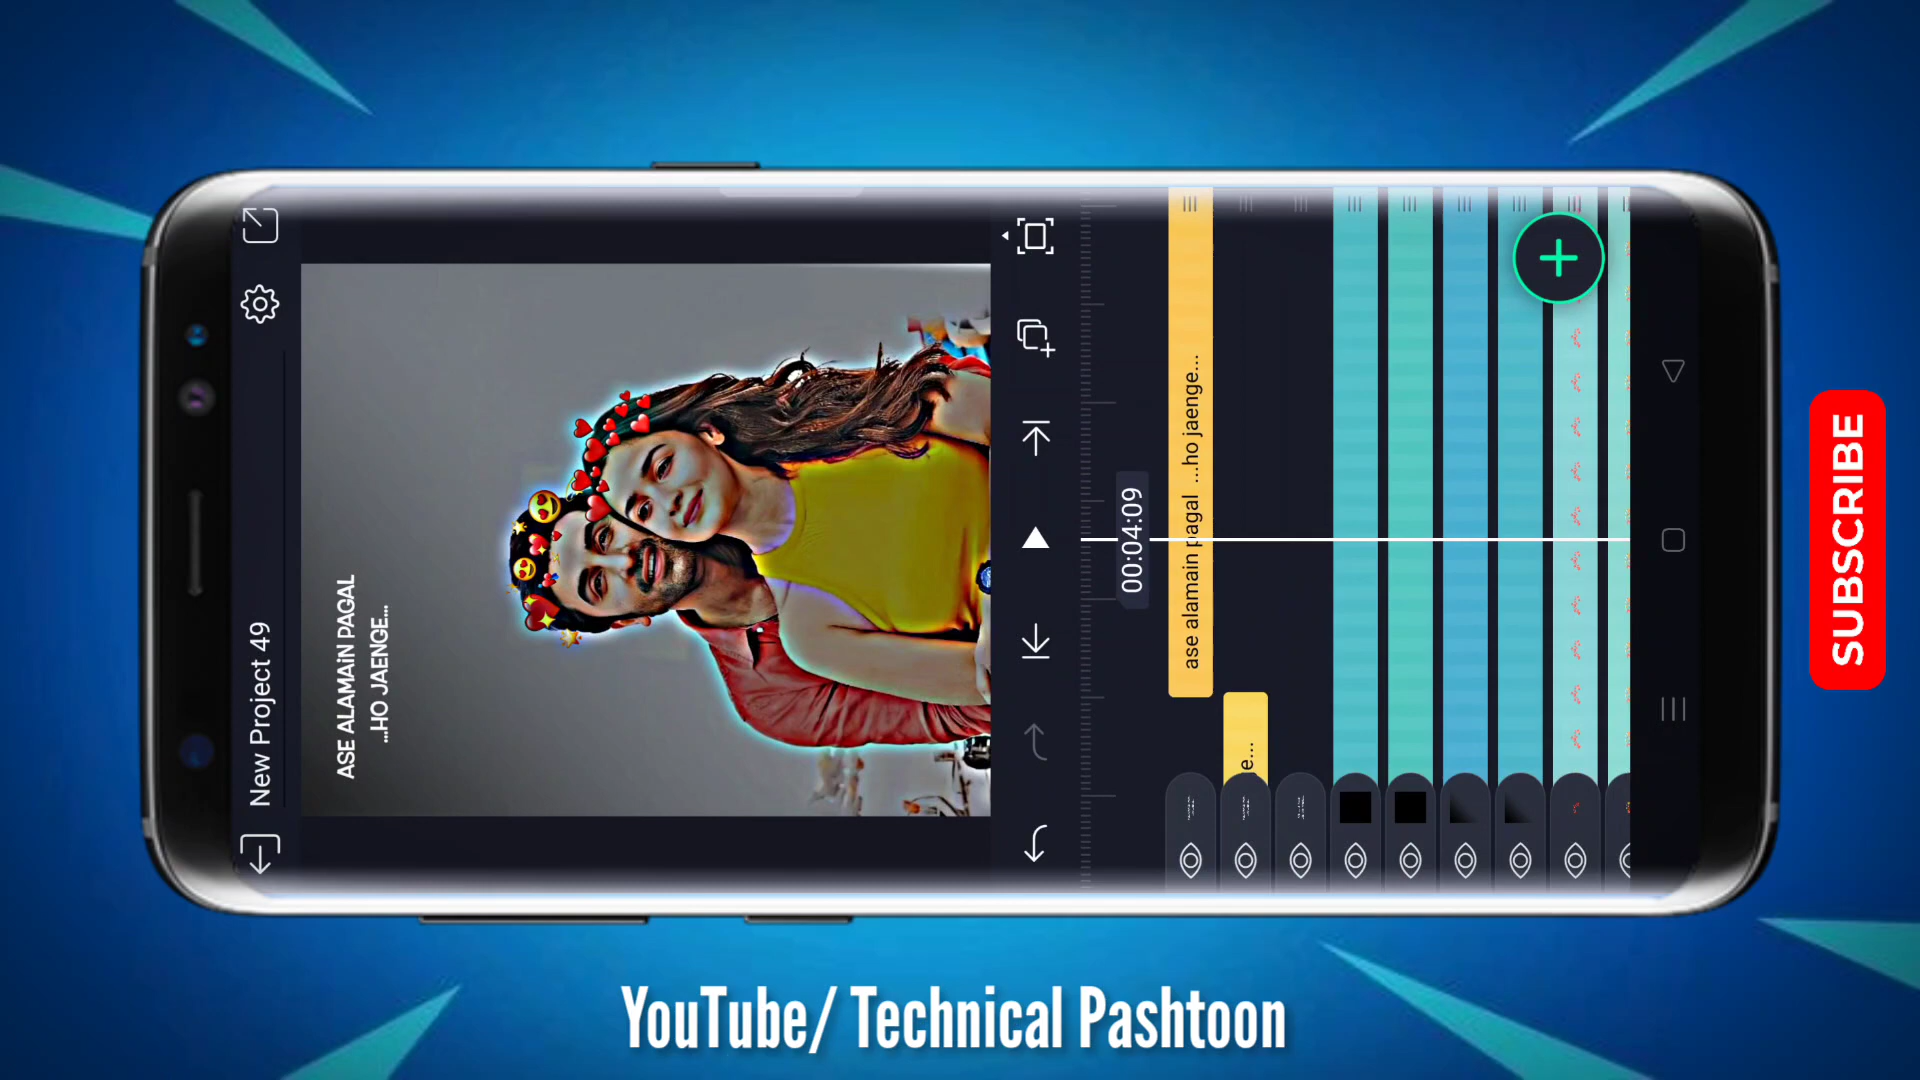 New Project 49
ASE ALAMAiN PAGAL
...HO JAENGE...
00:04:09
ase alamain pagal ...ho jaenge...
e...
SUBSCRIBE
YouTube/ Technical Pashtoon